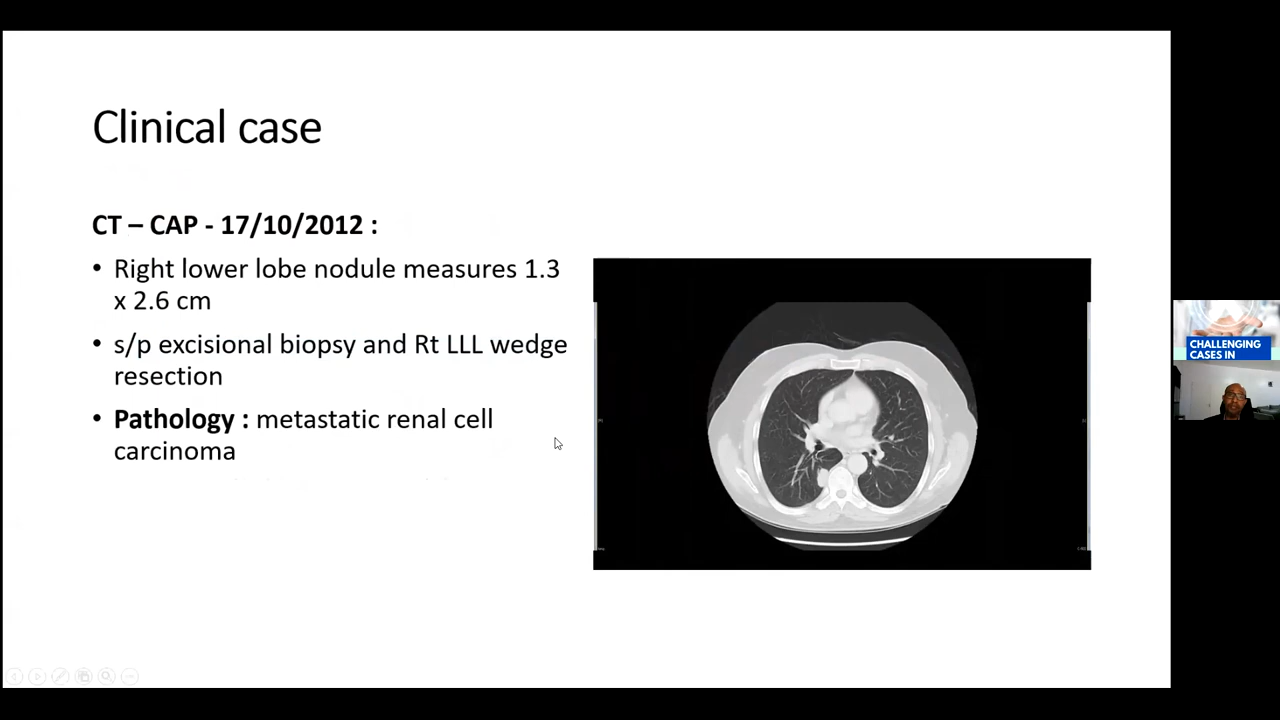 Clinical case
CT – CAP - 17/10/2012 :
• Right lower lobe nodule measures 1.3
x 2.6 cm
• s/p excisional biopsy and Rt LLL wedge
resection
• Pathology : metastatic renal cell
carcinoma
CHALLENGING
CASES IN